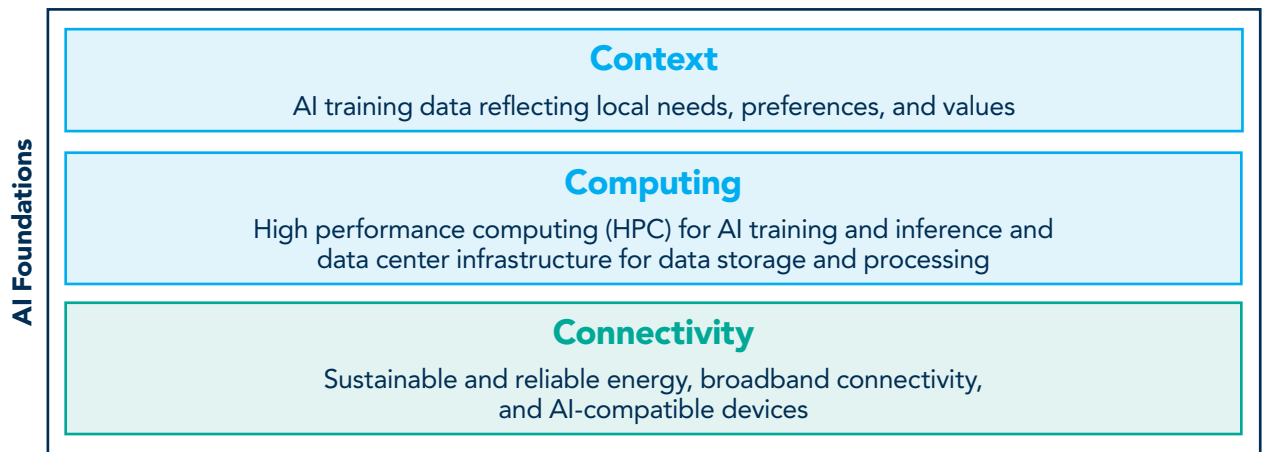 AI Foundations
Context
AI training data reflecting local needs, preferences, and values
Computing
High performance computing (HPC) for AI training and inference and
data center infrastructure for data storage and processing
Connectivity
Sustainable and reliable energy, broadband connectivity,
and AI-compatible devices